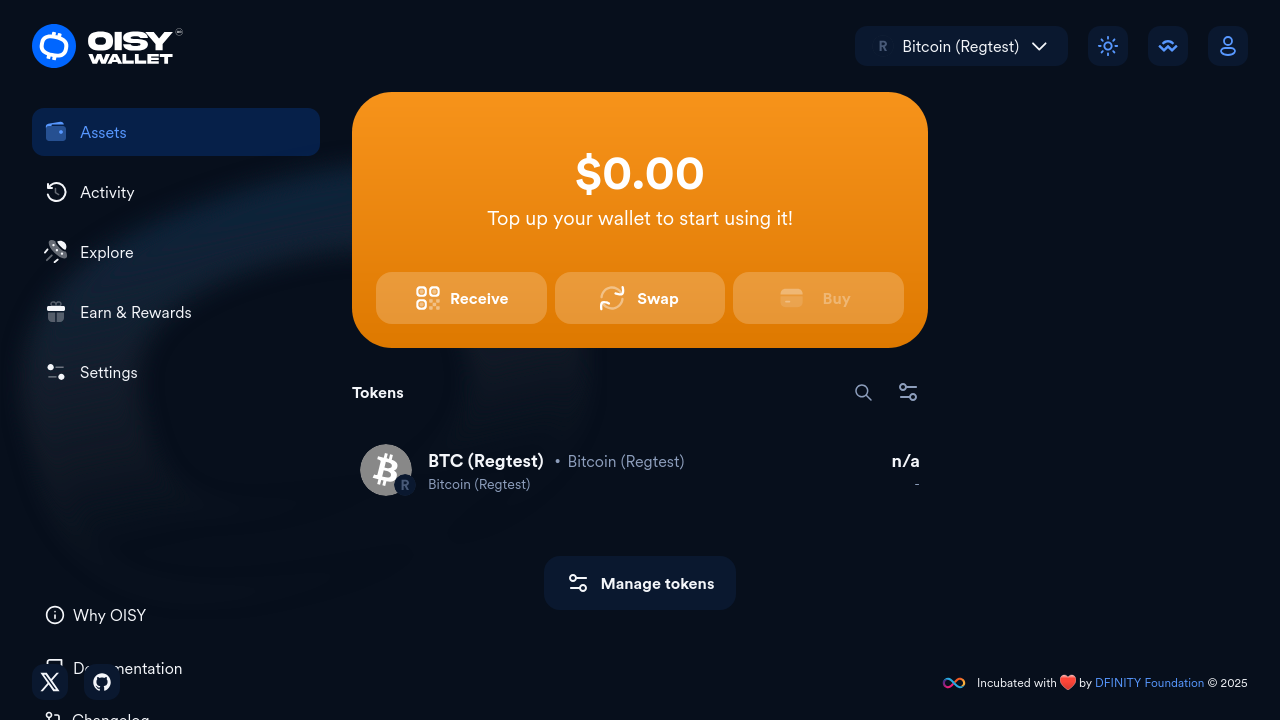 OISY
WALLET
R Bitcoin (Regtest)
Assets
Activity
Explore
Earn & Rewards
Settings
$0.00
Top up your wallet to start using it!
Receive
Swap
Buy
Tokens
BTC (Regtest) • Bitcoin (Regtest)
R
Bitcoin (Regtest)
n/a
-
Manage tokens
Why OISY
Changelog
Incubated with ❤️ by DFINITY Foundation © 2025